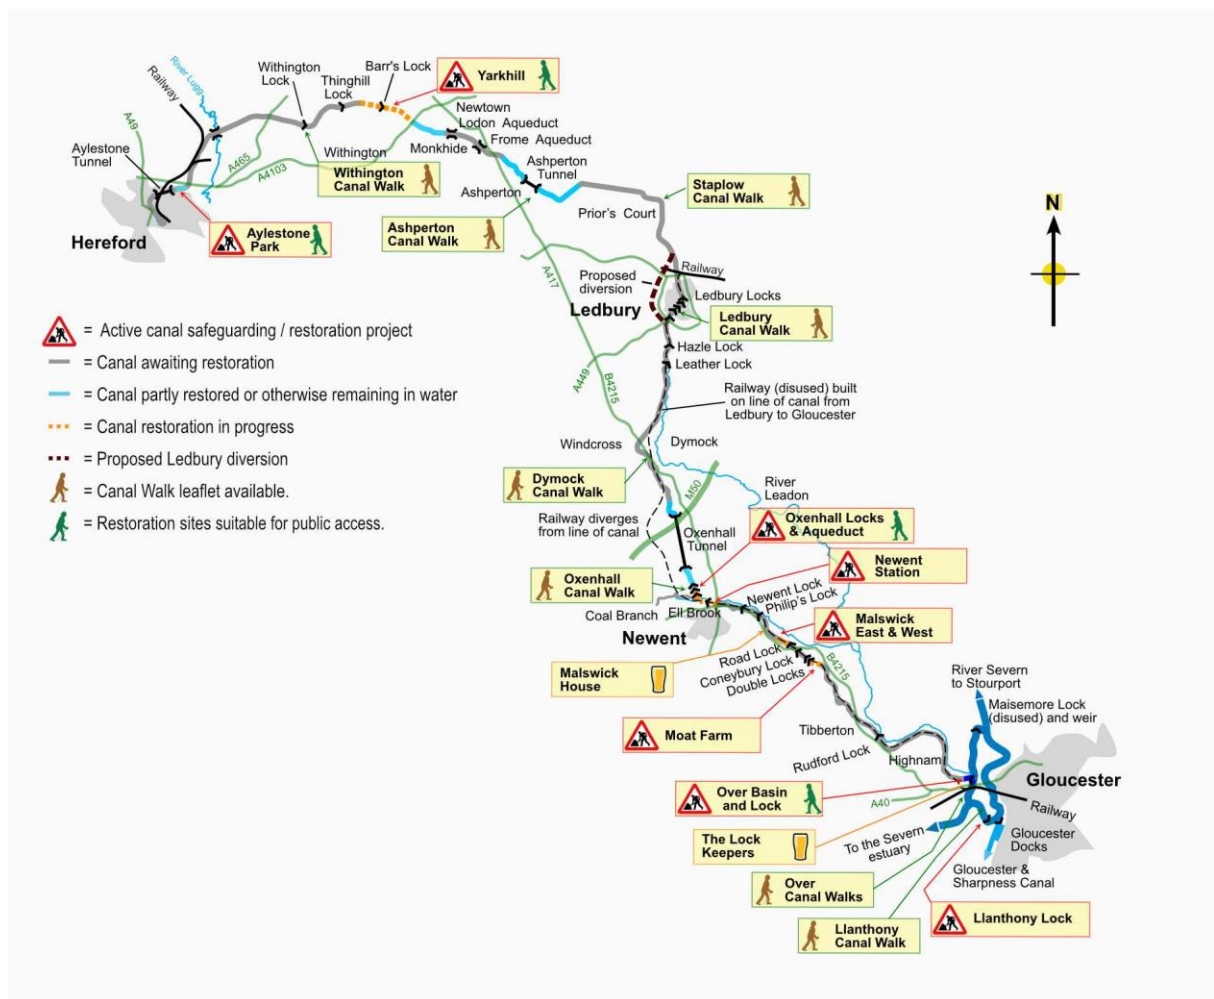 Withington
Lock
Thinghill
Lock
Barr's Lock
Yarkhill
River Lugg
Railway
A49
Aylestone
Tunnel
A465
A4103
Withington
Withington
Canal Walk
Monkhide
Newtown
Lodon Aqueduct
Frome Aqueduct
Ashperton
Tunnel
Ashperton
Ashperton
Canal Walk
Staplow
Canal Walk
Prior's Court
Hereford
Aylestone
Park
N
A417
Proposed
diversion
Railway
Ledbury
Ledbury Locks
Ledbury
Canal Walk
Hazle Lock
Leather Lock
A449
B4215
= Active canal safeguarding / restoration project
= Canal awaiting restoration
= Canal partly restored or otherwise remaining in water
= Canal restoration in progress
= Proposed Ledbury diversion
= Canal Walk leaflet available.
= Restoration sites suitable for public access.
Railway (disused) built
on line of canal from
Ledbury to Gloucester
Windcross
Dymock
Dymock
Canal Walk
M50
River
Leadon
Railway diverges
from line of canal
Oxenhall
Tunnel
Oxenhall Locks
& Aqueduct
Newent
Station
Oxenhall
Canal Walk
Coal Branch
Ell Brook
Newent
Newent Lock
Philip's Lock
Malswick
East & West
Malswick
House
Road Lock
Coneybury Lock
Double Locks
B4215
Moat Farm
Tibberton
Rudford Lock
Highnam
River Severn
to Stourport
Maisemore Lock
(disused) and weir
Gloucester
Over Basin
and Lock
A40
Railway
The Lock
Keepers
To the Severn
estuary
Gloucester
Docks
Gloucester &
Sharpness Canal
Over
Canal Walks
Llanthony Lock
Llanthony
Canal Walk